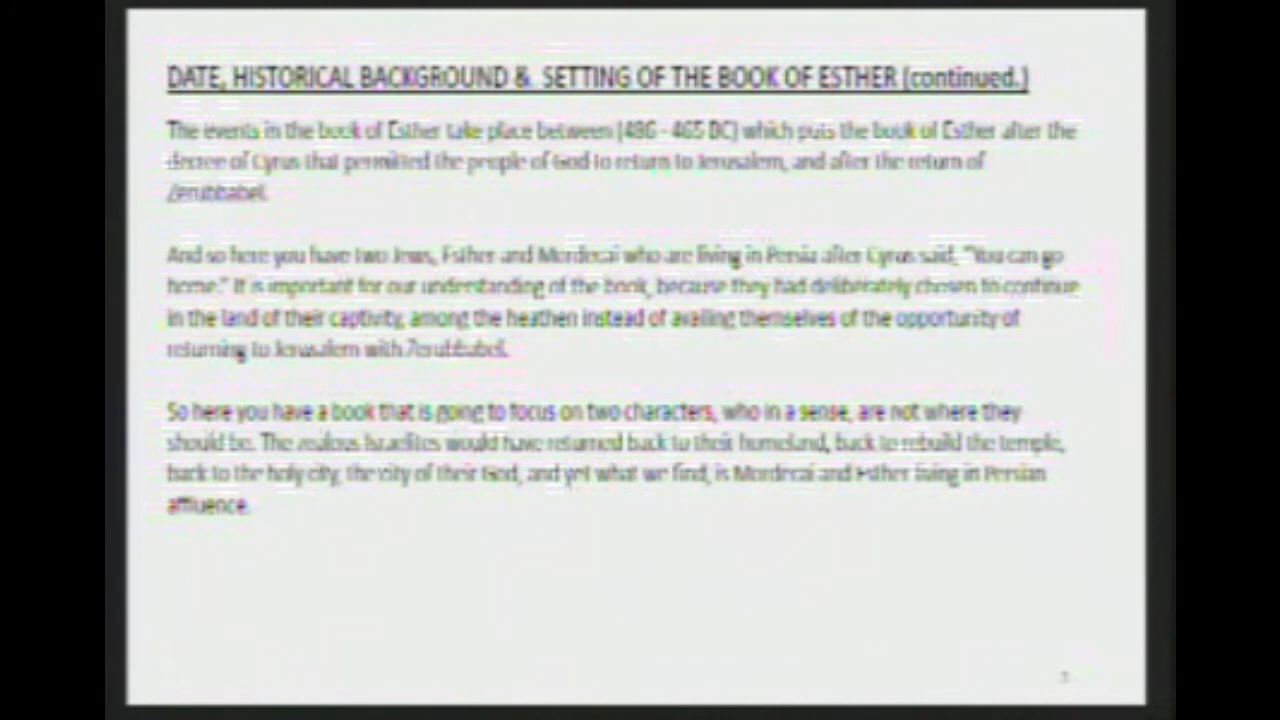 DATE, HISTORICAL BACKGROUND & SETTING OF THE BOOK OF ESTHER (continued.)
The events in the book of Esther take place between (486 - 465 BC) which puts the book of Esther after the
decree of Cyrus that permitted the people of God to return to Jerusalem, and after the return of
Zerubbabel.
And so here you have two Jews, Esther and Mordecai who are living in Persia after Cyrus said, "You can go
home." It is important for our understanding of the book, because they had deliberately chosen to continue
in the land of their captivity, among the heathen instead of availing themselves of the opportunity of
returning to Jerusalem with Zerubbabel.
So here you have a book that is going to focus on two characters, who in a sense, are not where they
should be. The zealous Israelites would have returned back to their homeland, back to rebuild the temple,
back to the holy city, the city of their God, and yet what we find, is Mordecai and Esther living in Persian
affluence.